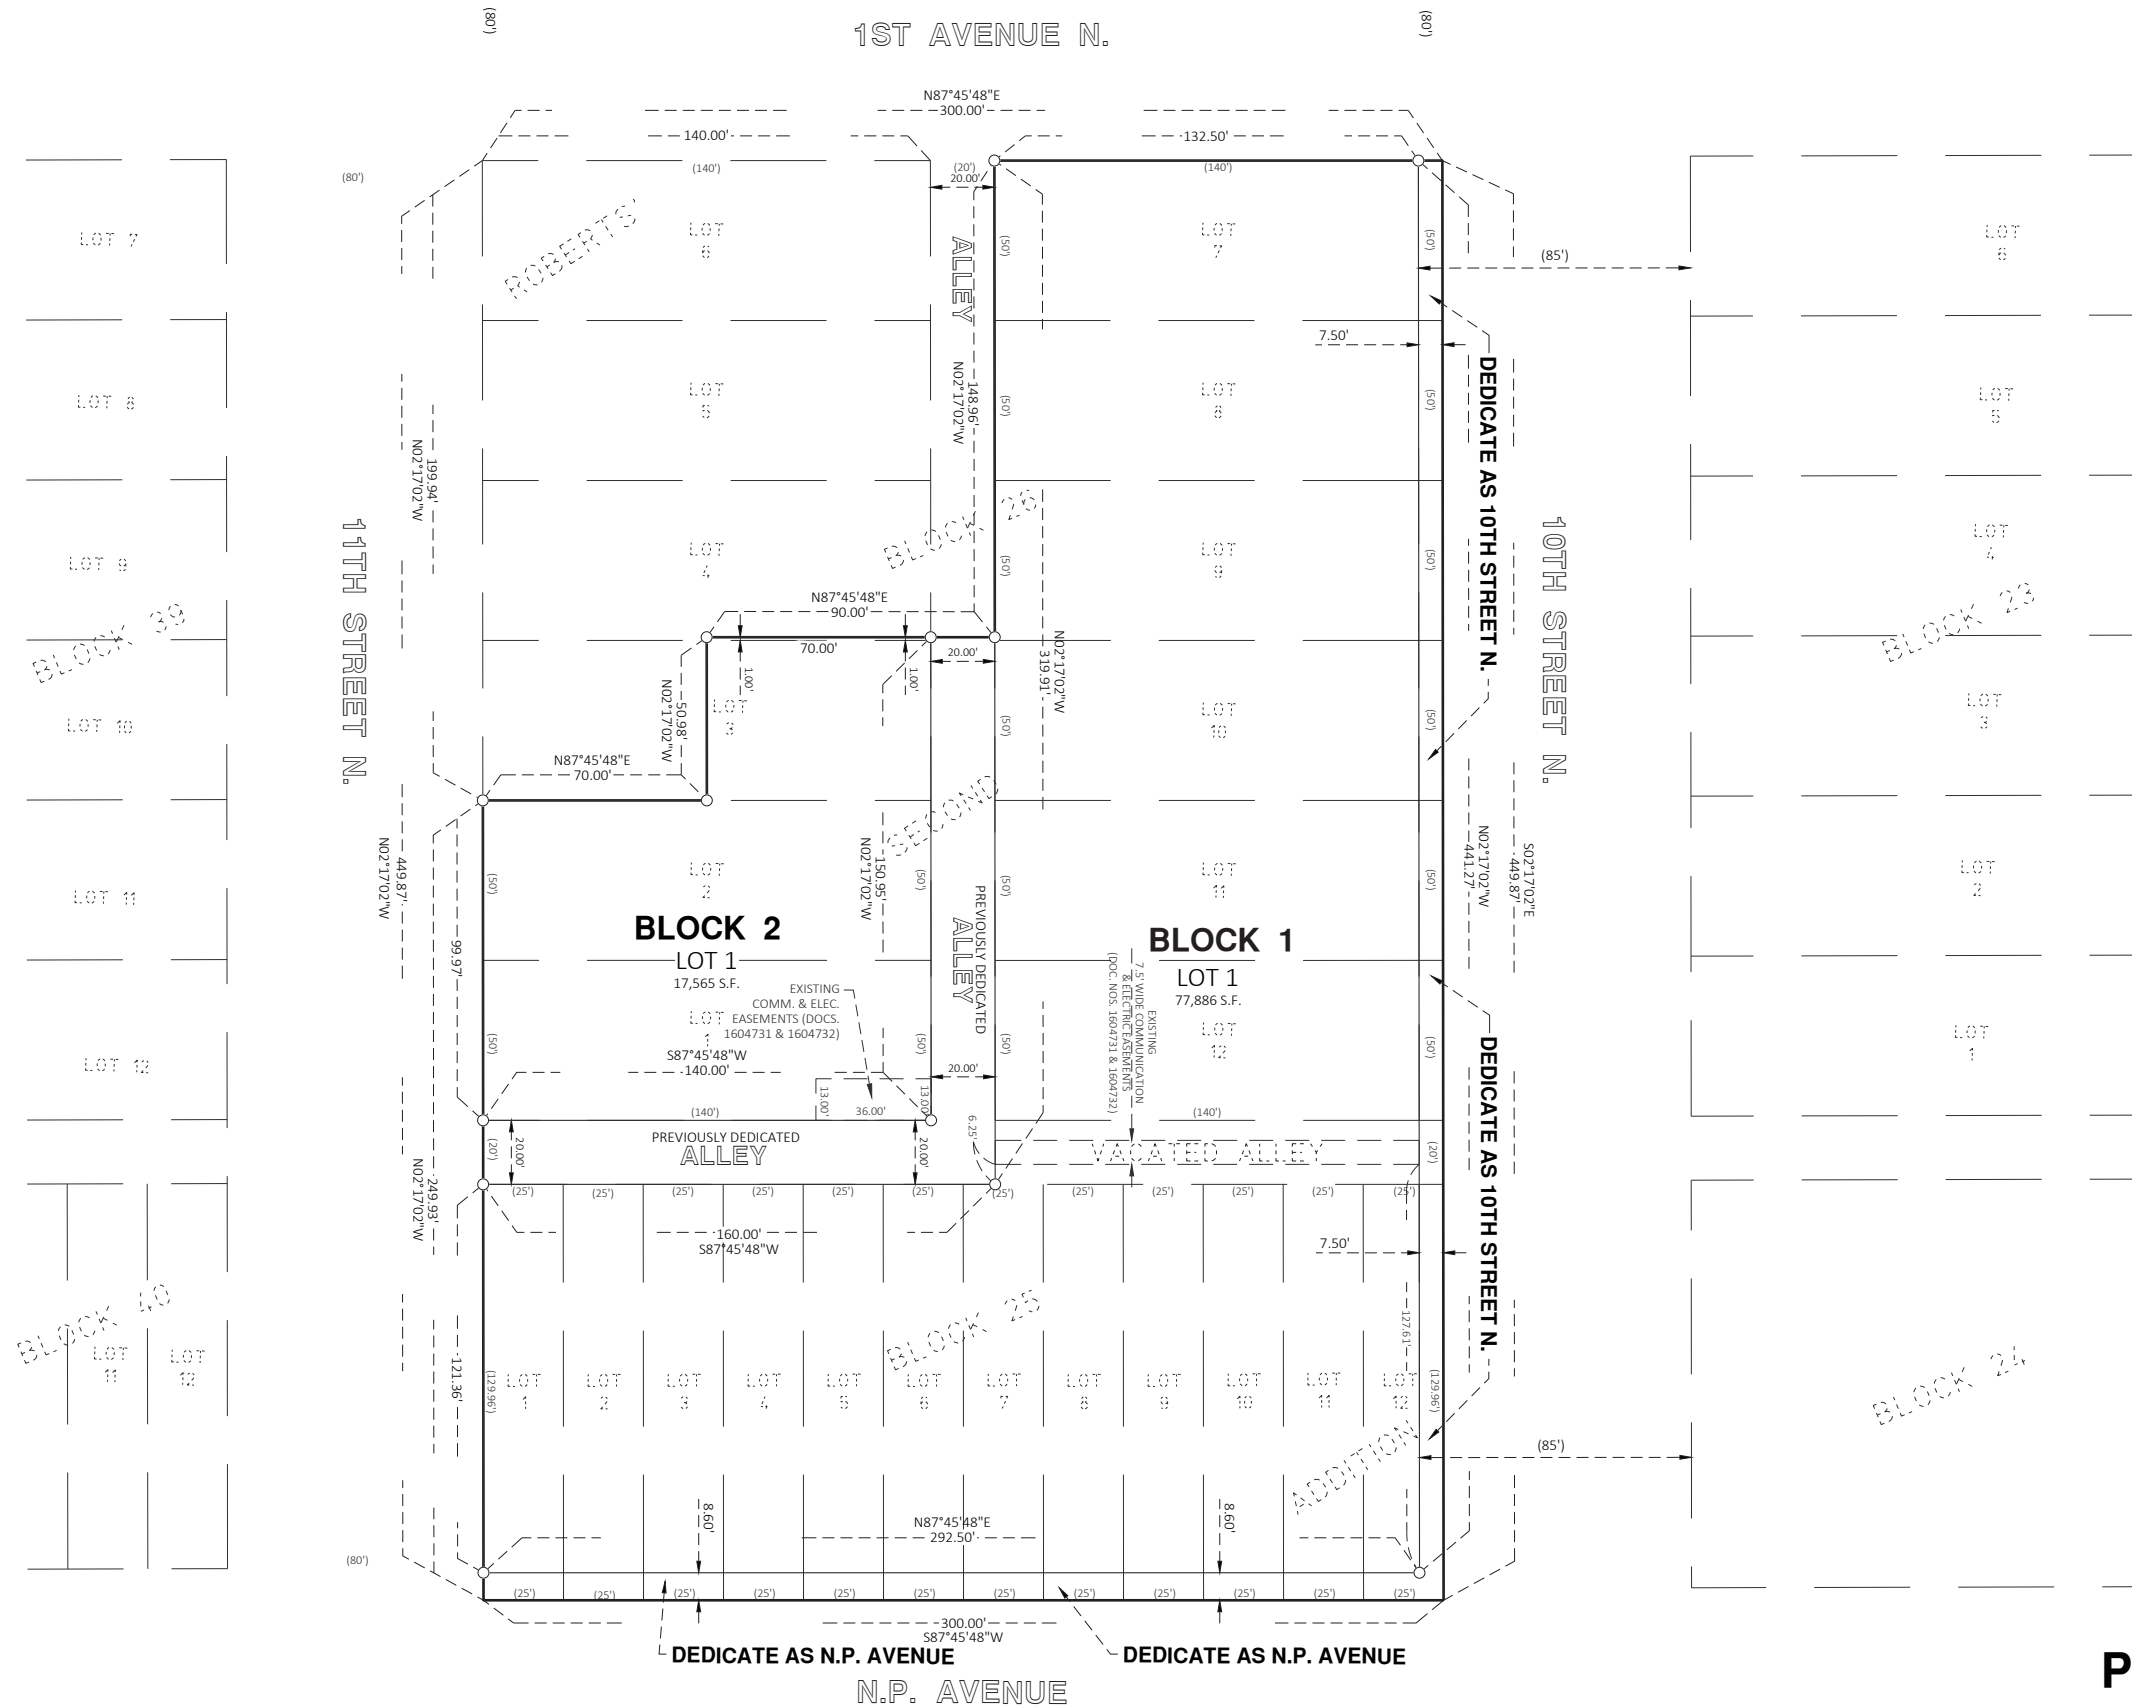 (80')
(80')
1ST AVENUE N.
N87°45'48"E
300.00'
140.00'
132.50'
(80')
(140')
(20')
20.00'
(140')
ROBERTS'
LOT 7
LOT
6
ALLEY
(50')
LOT
7
(50')
(85')
LOT
6
7.50'
N02°17'02"W
148.96'
DEDICATE AS 10TH STREET N.
LOT 8
LOT
5
(50')
LOT
8
(50')
LOT
5
N02°17'02"W
199.94'
BLOCK 26
11TH STREET N.
10TH STREET N.
LOT 9
LOT
4
(50')
LOT
9
(50')
LOT
4
BLOCK 39
BLOCK 23
N87°45'48"E
90.00'
70.00'
20.00'
1.00'
1.00'
N02°17'02"W
319.91'
N02°17'02"W
50.98'
LOT 10
LOT
3
(50')
LOT
10
(50')
LOT
3
N87°45'48"E
70.00'
SECOND
N02°17'02"W
449.87'
N02°17'02"W
150.95'
N02°17'02"W
441.27'
S02°17'02"E
449.87'
LOT 11
(50')
LOT
2
(50')
(50')
LOT
11
(50')
LOT
2
BLOCK 2
LOT 1
17,565 S.F.
PREVIOUSLY DEDICATED
ALLEY
BLOCK 1
LOT 1
77,886 S.F.
99.97'
EXISTING
COMM. & ELEC.
EASEMENTS (DOCS.
1604731 & 1604732)
EXISTING
7.5' WIDE COMMUNICATION
& ELECTRIC EASEMENTS
(DOC. NOS. 1604731 & 1604732)
LOT 12
(50')
LOT
1
(50')
(50')
LOT
12
(50')
LOT
1
S87°45'48"W
140.00'
20.00'
13.00'
36.00'
13.00'
(140')
6.25'
(140')
DEDICATE AS 10TH STREET N.
(20')
20.00'
PREVIOUSLY DEDICATED
ALLEY
20.00'
VACATED ALLEY
(20')
N02°17'02"W
249.93'
(25') (25') (25') (25') (25') (25') (25') (25') (25') (25') (25') (25')
160.00'
S87°45'48"W
7.50'
BLOCK 40
BLOCK 25
127.61'
BLOCK 24
LOT
11
LOT
12
121.36'
(129.96')
LOT
1
LOT
2
LOT
3
LOT
4
LOT
5
LOT
6
LOT
7
LOT
8
LOT
9
LOT
10
LOT
11
LOT
12
(129.96')
ADDITION
(85')
8.60'
N87°45'48"E
292.50'
8.60'
(80')
(25') (25') (25') (25') (25') (25') (25') (25') (25') (25') (25') (25')
300.00'
S87°45'48"W
DEDICATE AS N.P. AVENUE
DEDICATE AS N.P. AVENUE
N.P. AVENUE
P